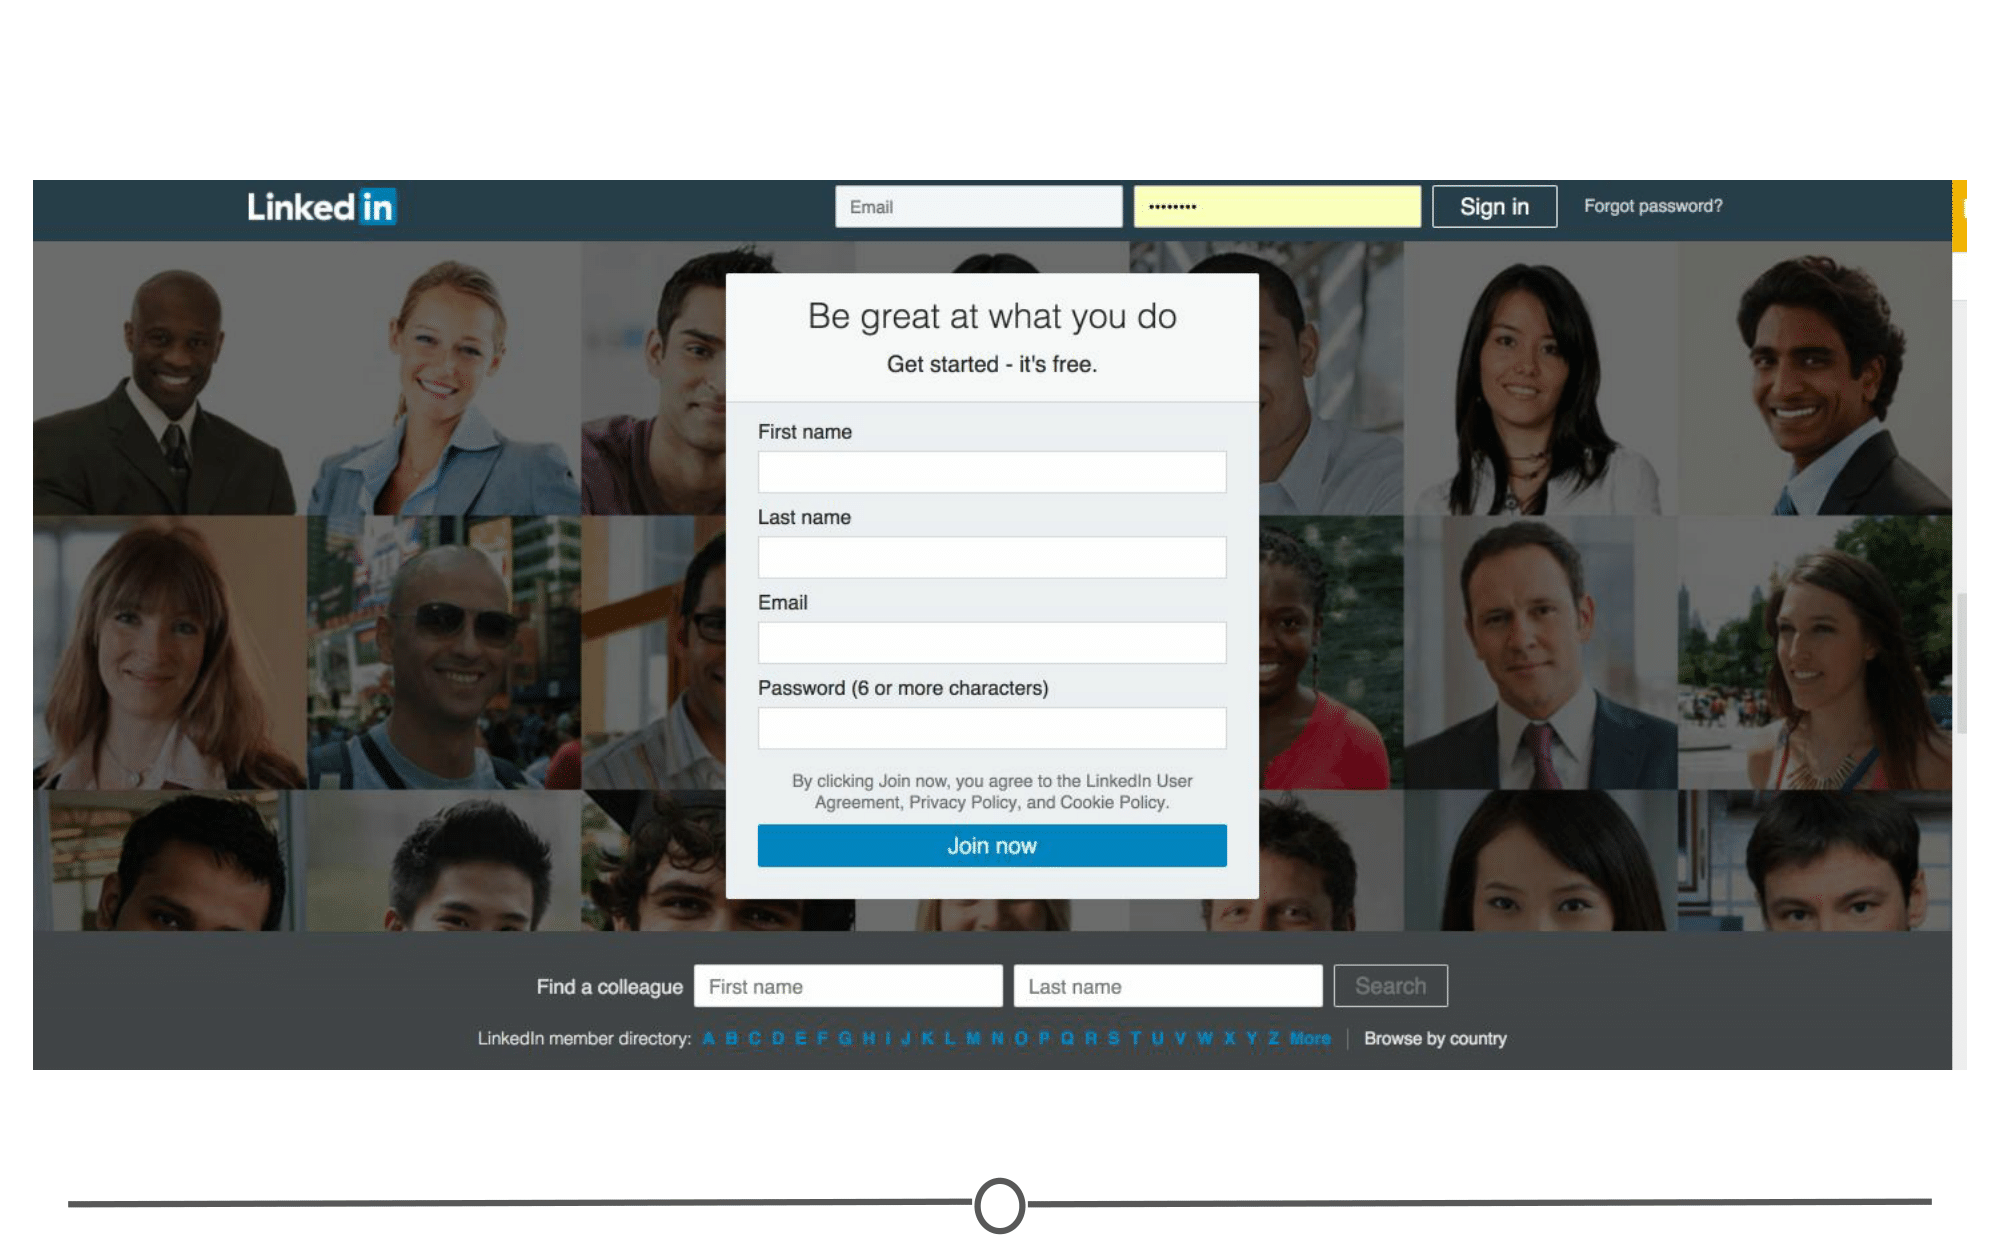 Linked in
Email
••••••••
Sign in
Forgot password?
Be great at what you do
Get started - it's free.
First name
Last name
Email
Password (6 or more characters)
By clicking Join now, you agree to the LinkedIn User
Agreement, Privacy Policy, and Cookie Policy.
Join now
Find a colleague First name Last name Search
LinkedIn member directory: A B C D E F G H I J K L M N O P Q R S T U V W X Y Z More | Browse by country